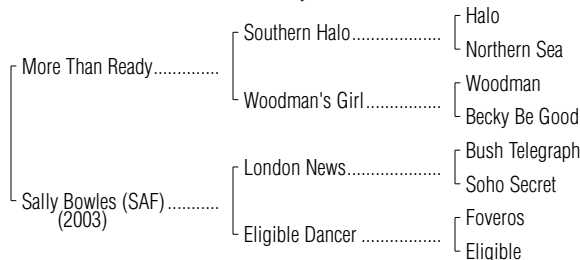 Halo
Southern Halo..................
Northern Sea
More Than Ready.............
Woodman
Woodman's Girl................
Becky Be Good
Bush Telegraph
London News...................
Soho Secret
Sally Bowles (SAF) ..........
(2003)
Foveros
Eligible Dancer ................
Eligible